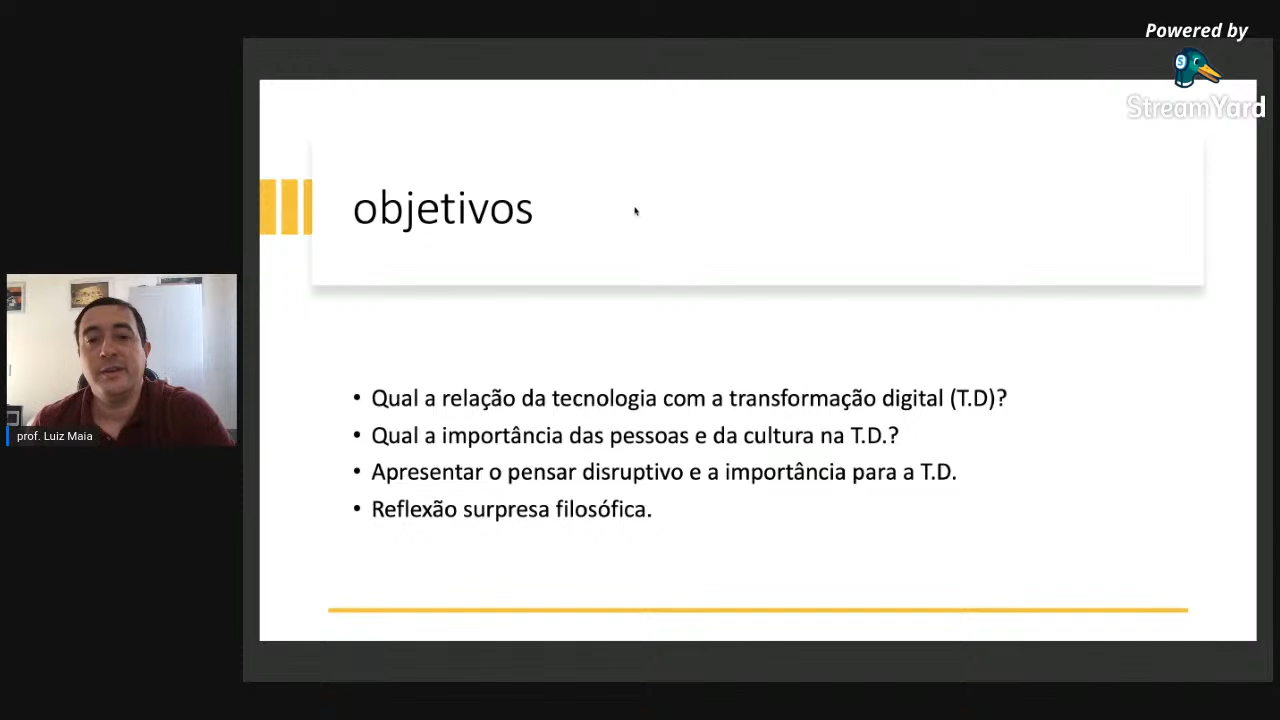 Powered by
StreamYard
objetivos
• Qual a relação da tecnologia com a transformação digital (T.D)?
• Qual a importância das pessoas e da cultura na T.D.?
• Apresentar o pensar disruptivo e a importância para a T.D.
• Reflexão surpresa filosófica.
prof. Luiz Maia